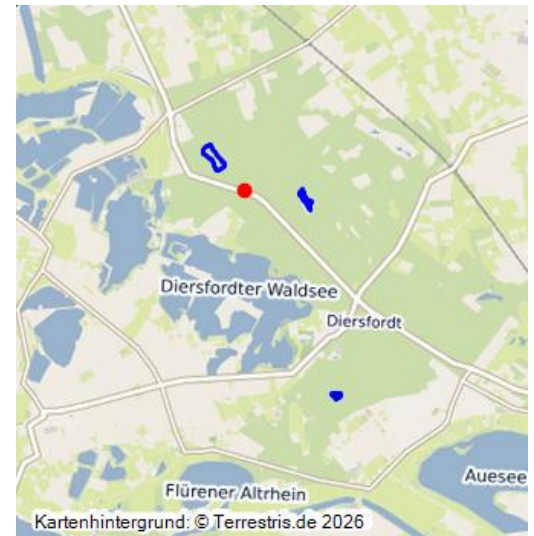 Diersfordter Waldsee
Diersfordt
Auesee
Flürener Altrhein
Kartenhintergrund: © Terrestris.de 2026